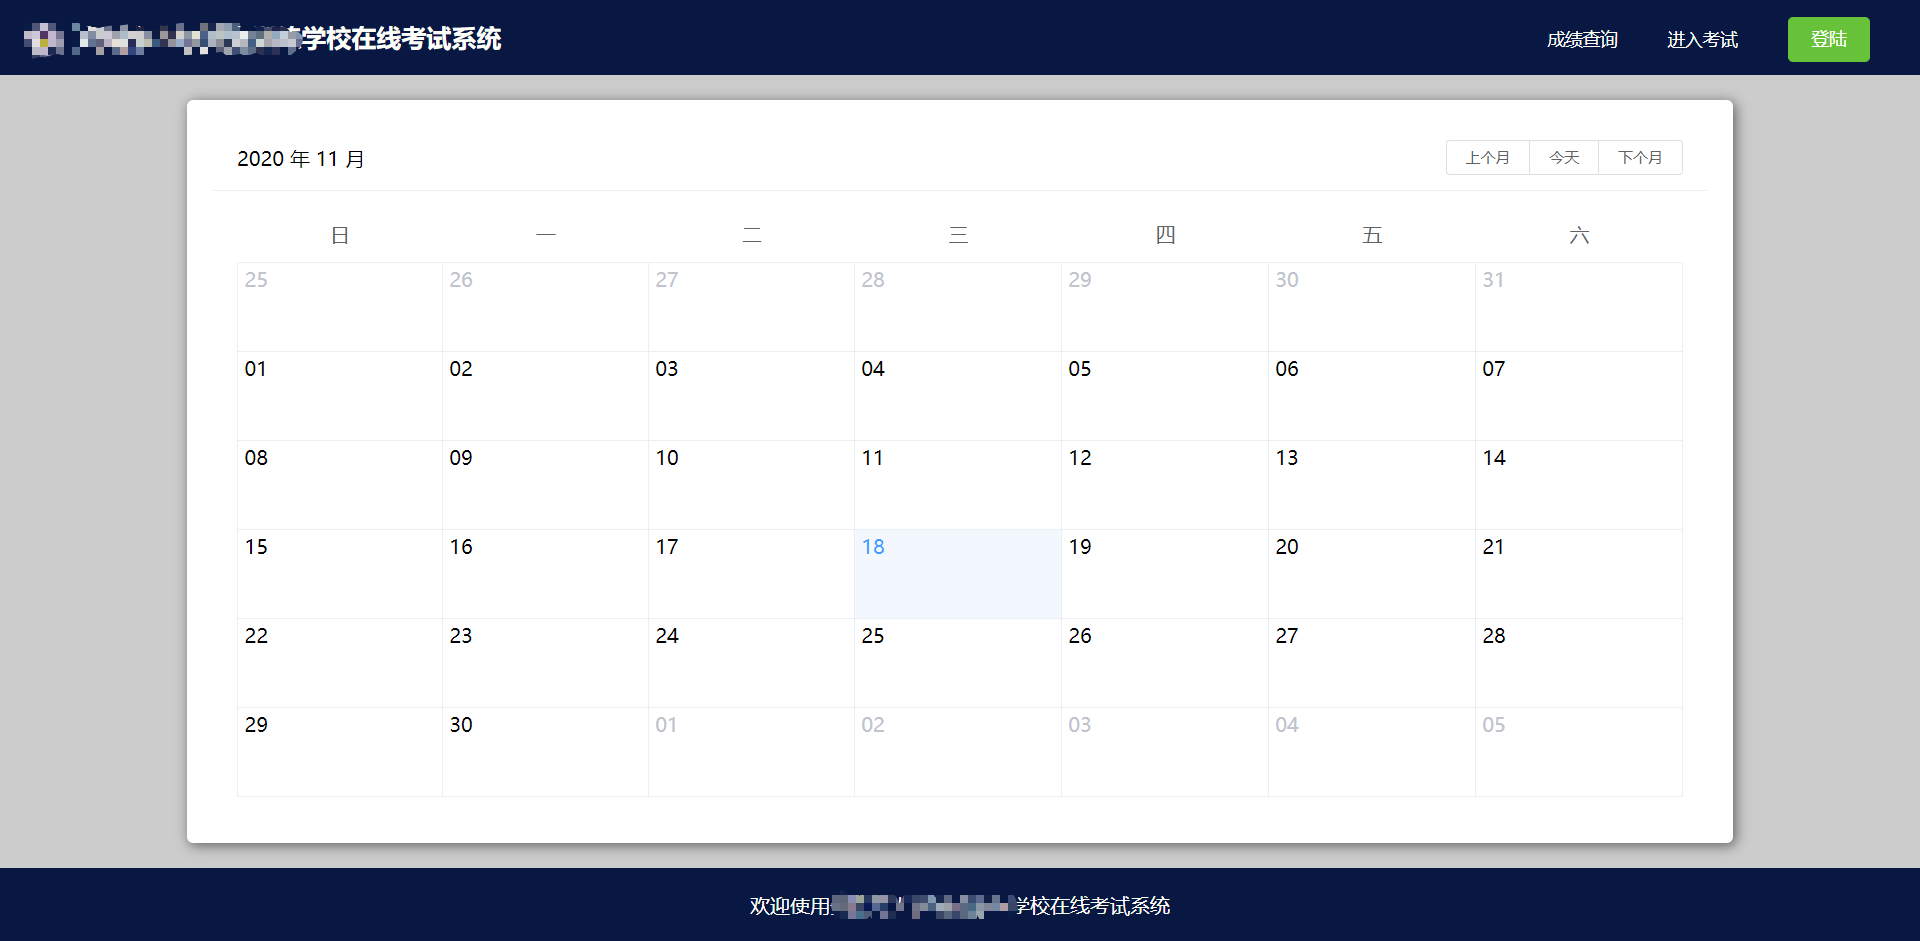 学校在线考试系统
成绩查询 进入考试 登陆
2020 年 11 月
上个月 今天 下个月
日 一 二 三 四 五 六
25 26 27 28 29 30 31
01 02 03 04 05 06 07
08 09 10 11 12 13 14
15 16 17 18 19 20 21
22 23 24 25 26 27 28
29 30 01 02 03 04 05
欢迎使用 学校在线考试系统